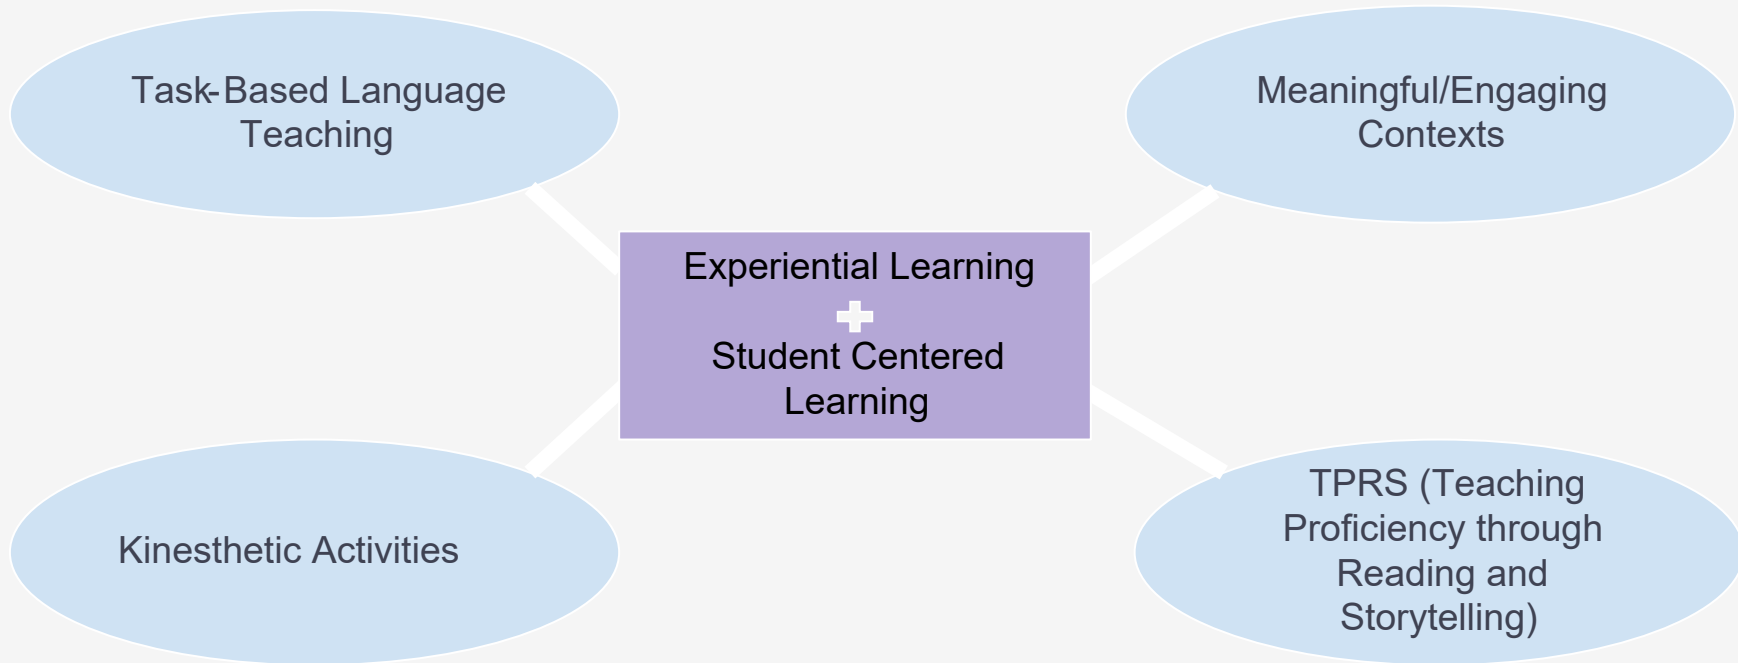 Task-Based Language
Teaching
Meaningful/Engaging
Contexts
Experiential Learning
Student Centered
Learning
Kinesthetic Activities
TPRS (Teaching
Proficiency through
Reading and
Storytelling)